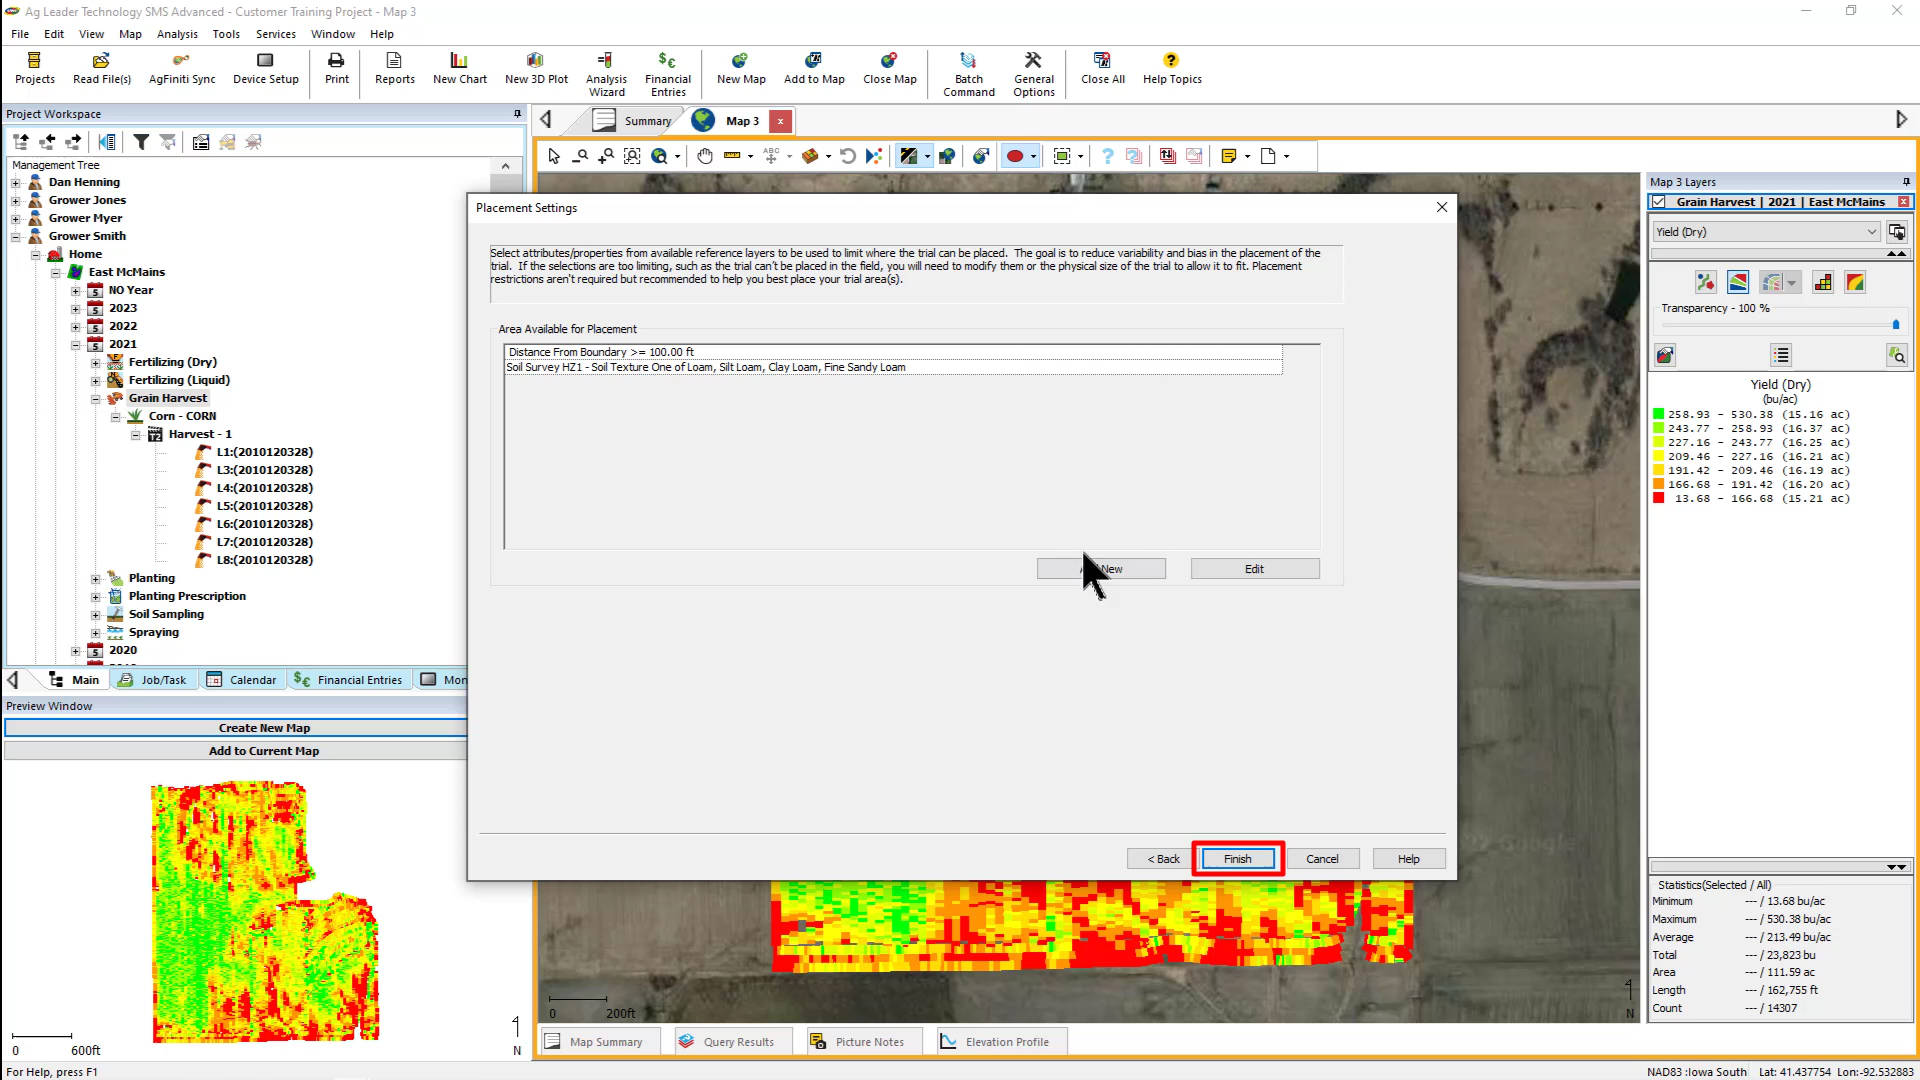 Ag Leader Technology SMS Advanced - Customer Training Project - Map 3
File Edit View Map Analysis Tools Services Window Help
Projects Read File(s) AgFiniti Sync Device Setup Print Reports New Chart New 3D Plot Analysis Wizard Financial Entries New Map Add to Map Close Map Batch Command General Options Close All Help Topics
Project Workspace
Summary
Map 3
Management Tree
Dan Henning
Grower Jones
Grower Myer
Grower Smith
Home
East McMains
NO Year
2023
2022
2021
Fertilizing (Dry)
Fertilizing (Liquid)
Grain Harvest
Corn - CORN
Harvest - 1
L1:(2010120328)
L3:(2010120328)
L4:(2010120328)
L5:(2010120328)
L6:(2010120328)
L7:(2010120328)
L8:(2010120328)
Planting
Planting Prescription
Soil Sampling
Spraying
2020
Main Job/Task Calendar Financial Entries Mon
Preview Window
Create New Map
Add to Current Map
0 600ft
N
Placement Settings
Select attributes/properties from available reference layers to be used to limit where the trial can be placed. The goal is to reduce variability and bias in the placement of the
trial. If the selections are too limiting, such as the trial can't be placed in the field, you will need to modify them or the physical size of the trial to allow it to fit. Placement
restrictions aren't required but recommended to help you best place your trial area(s).
Area Available for Placement
Distance From Boundary >= 100.00 ft
Soil Survey HZ1 - Soil Texture One of Loam, Silt Loam, Clay Loam, Fine Sandy Loam
New
Edit
< Back Finish Cancel Help
Google
0 200ft
N
Map Summary Query Results Picture Notes Elevation Profile
Map 3 Layers
Grain Harvest | 2021 | East McMains
Yield (Dry)
Transparency - 100 %
Yield (Dry)
(bu/ac)
258.93 - 530.38 (15.16 ac)
243.77 - 258.93 (16.37 ac)
227.16 - 243.77 (16.25 ac)
209.46 - 227.16 (16.21 ac)
191.42 - 209.46 (16.19 ac)
166.68 - 191.42 (16.20 ac)
13.68 - 166.68 (15.21 ac)
Statistics(Selected / All)
Minimum --- / 13.68 bu/ac
Maximum --- / 530.38 bu/ac
Average --- / 213.49 bu/ac
Total --- / 23,823 bu
Area --- / 111.59 ac
Length --- / 162,755 ft
Count --- / 14307
For Help, press F1
NAD83 :Iowa South Lat: 41.437754 Lon:-92.532883